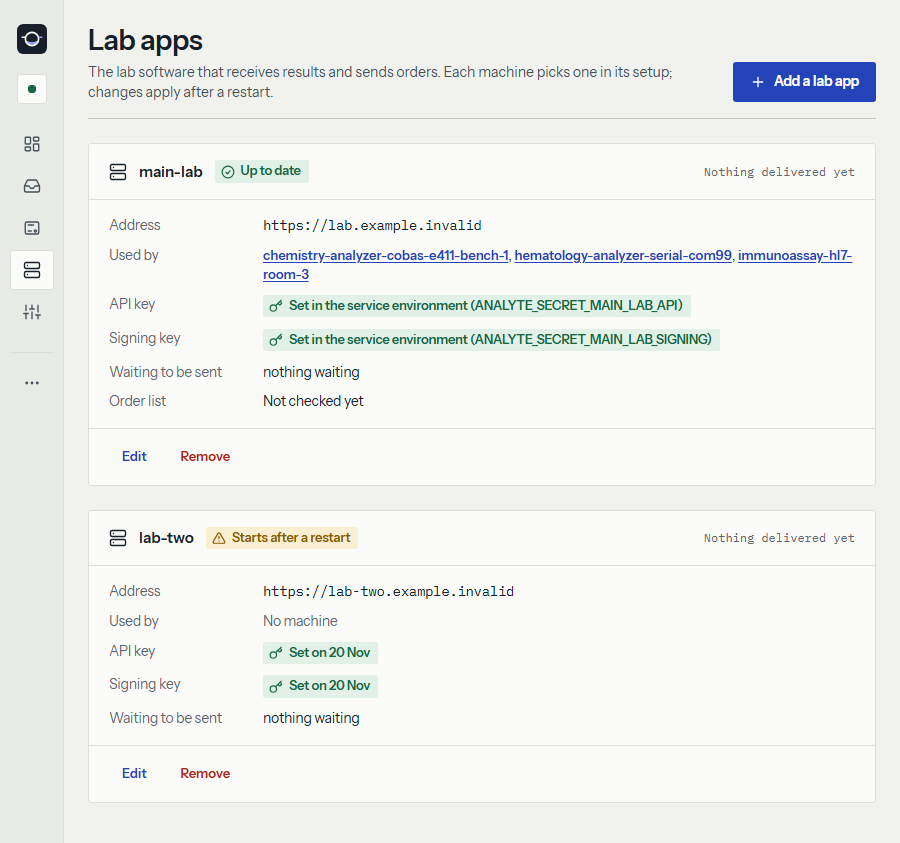 Lab apps
The lab software that receives results and sends orders. Each machine picks one in its setup;
changes apply after a restart.
+ Add a lab app
main-lab
Up to date
Nothing delivered yet
Address
https://lab.example.invalid
Used by
chemistry-analyzer-cobas-e411-bench-1, hematology-analyzer-serial-com99, immunoassay-hl7-
room-3
API key
Set in the service environment (ANALYTE_SECRET_MAIN_LAB_API)
Signing key
Set in the service environment (ANALYTE_SECRET_MAIN_LAB_SIGNING)
Waiting to be sent
nothing waiting
Order list
Not checked yet
Edit
Remove
lab-two
Starts after a restart
Nothing delivered yet
Address
https://lab-two.example.invalid
Used by
No machine
API key
Set on 20 Nov
Signing key
Set on 20 Nov
Waiting to be sent
nothing waiting
Edit
Remove